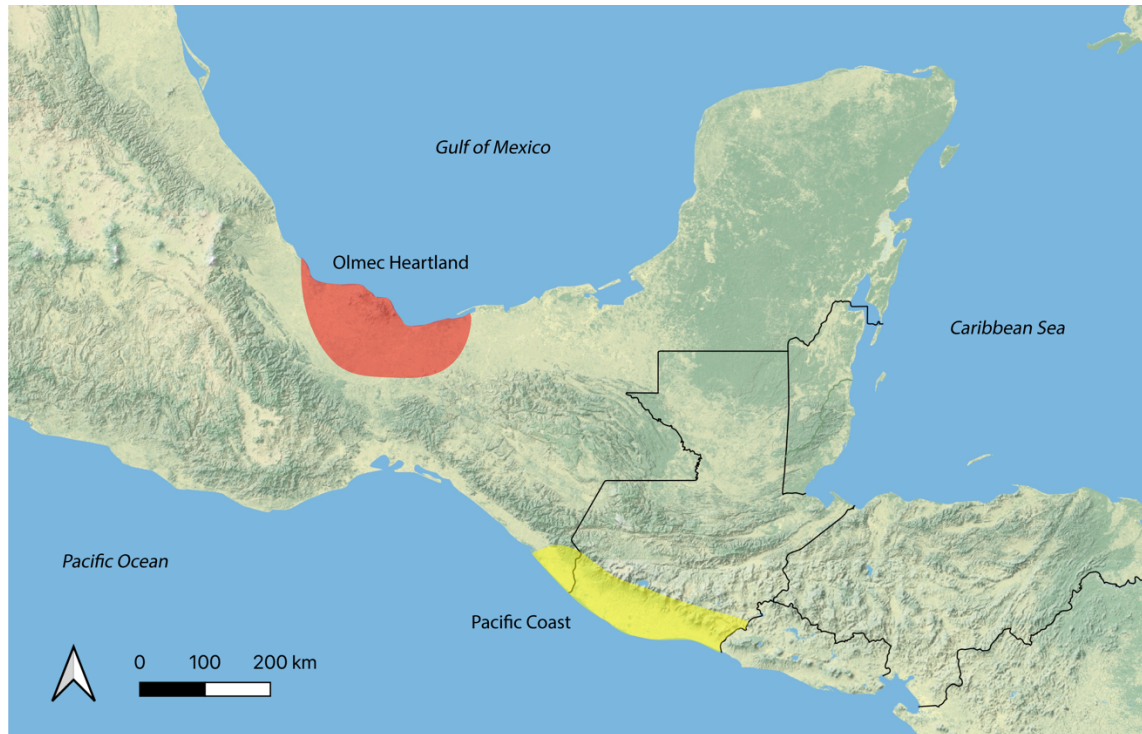 Gulf of Mexico
Olmec Heartland
Caribbean Sea
Pacific Ocean
Pacific Coast
0 100 200 km